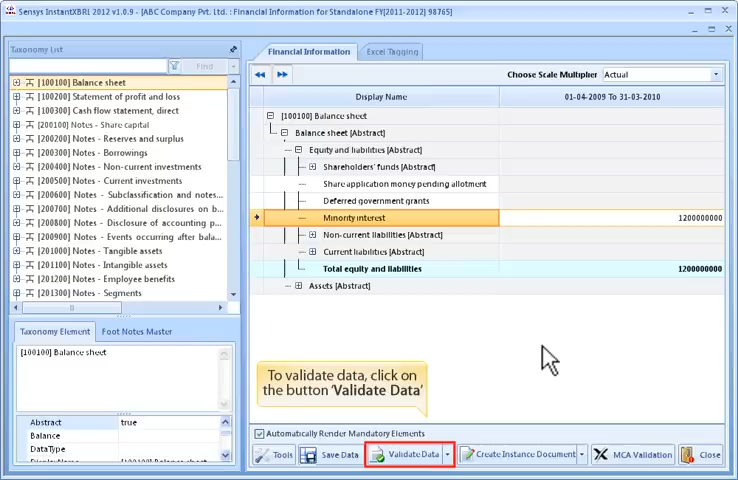 Sensys InstantXBRL 2012 v1.0.9 - [ABC Company Pvt. Ltd. : Financial Information for Standalone FY(2011-2012) 98765]
Taxonomy List
Find
[100100] Balance sheet
[100200] Statement of profit and loss
[100300] Cash flow statement, direct
[200100] Notes - Share capital
[200200] Notes - Reserves and surplus
[200300] Notes - Borrowings
[200400] Notes - Non-current investments
[200500] Notes - Current investments
[200600] Notes - Subclassification and notes...
[200700] Notes - Additional disclosures on b...
[200800] Notes - Disclosure of accounting p...
[200900] Notes - Events occurring after bala...
[201000] Notes - Tangible assets
[201100] Notes - Intangible assets
[201200] Notes - Employee benefits
[201300] Notes - Segments
Taxonomy Element
Foot Notes Master
[100100] Balance sheet
Abstract true
Balance
DataType
DisplayName [100100] Balance sheet
Financial Information
Excel Tagging
Choose Scale Multiplier Actual
Display Name 01-04-2009 To 31-03-2010
[100100] Balance sheet
Balance sheet [Abstract]
Equity and liabilities [Abstract]
Shareholders' funds [Abstract]
Share application money pending allotment
Deferred government grants
Minority interest 1200000000
Non-current liabilities [Abstract]
Current liabilities [Abstract]
Total equity and liabilities 1200000000
Assets [Abstract]
To validate data, click on
the button ‘Validate Data’
Automatically Render Mandatory Elements
Tools
Save Data
Validate Data
Create Instance Document
MCA Validation
Close